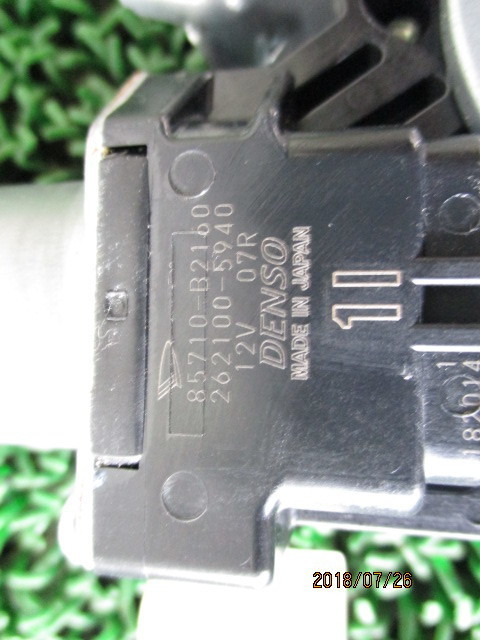 85710-B2160
262100-5940
12V 07R
DENSO
MADE IN JAPAN
11
2018/07/26